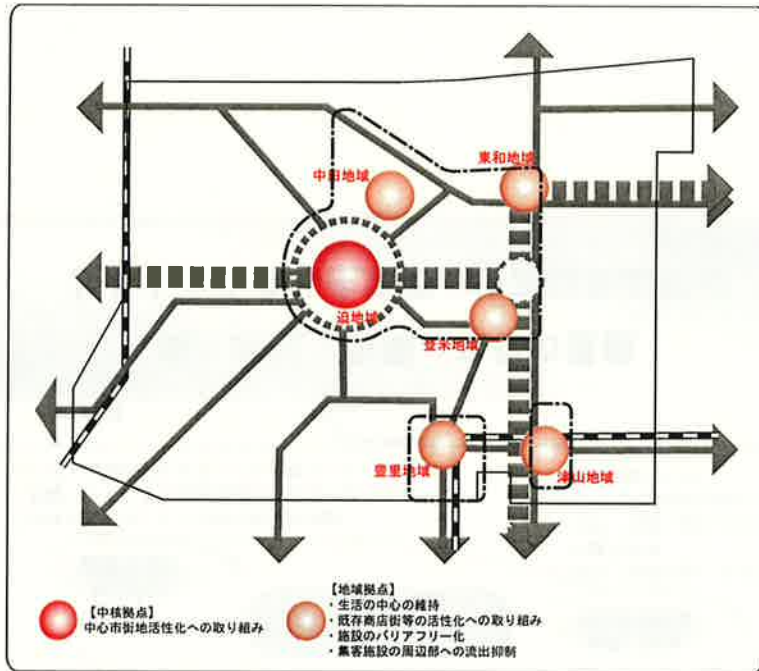 東和地域
中田地域
迫地域
登米地域
豊里地域
津山地域
【中核拠点】
中心市街地活性化への取り組み
【地域拠点】
・生活の中心の維持
・既存商店街等の活性化への取り組み
・施設のバリアフリー化
・集客施設の周辺部への流出抑制